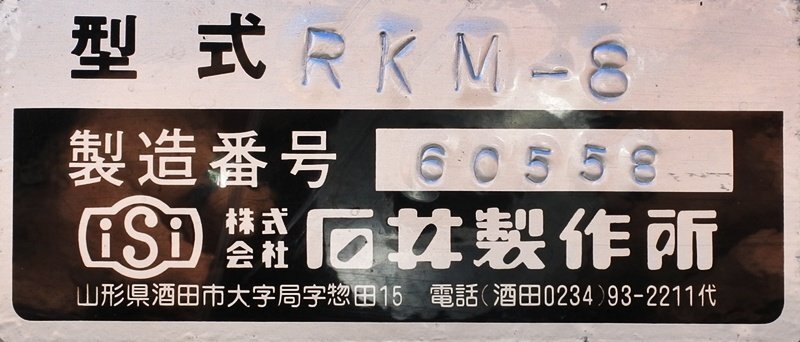 型式 RKM-8
製造番号 60558
iSi 株式会社 石井製作所
山形県酒田市大字局字惣田15 電話(酒田0234)93-2211代